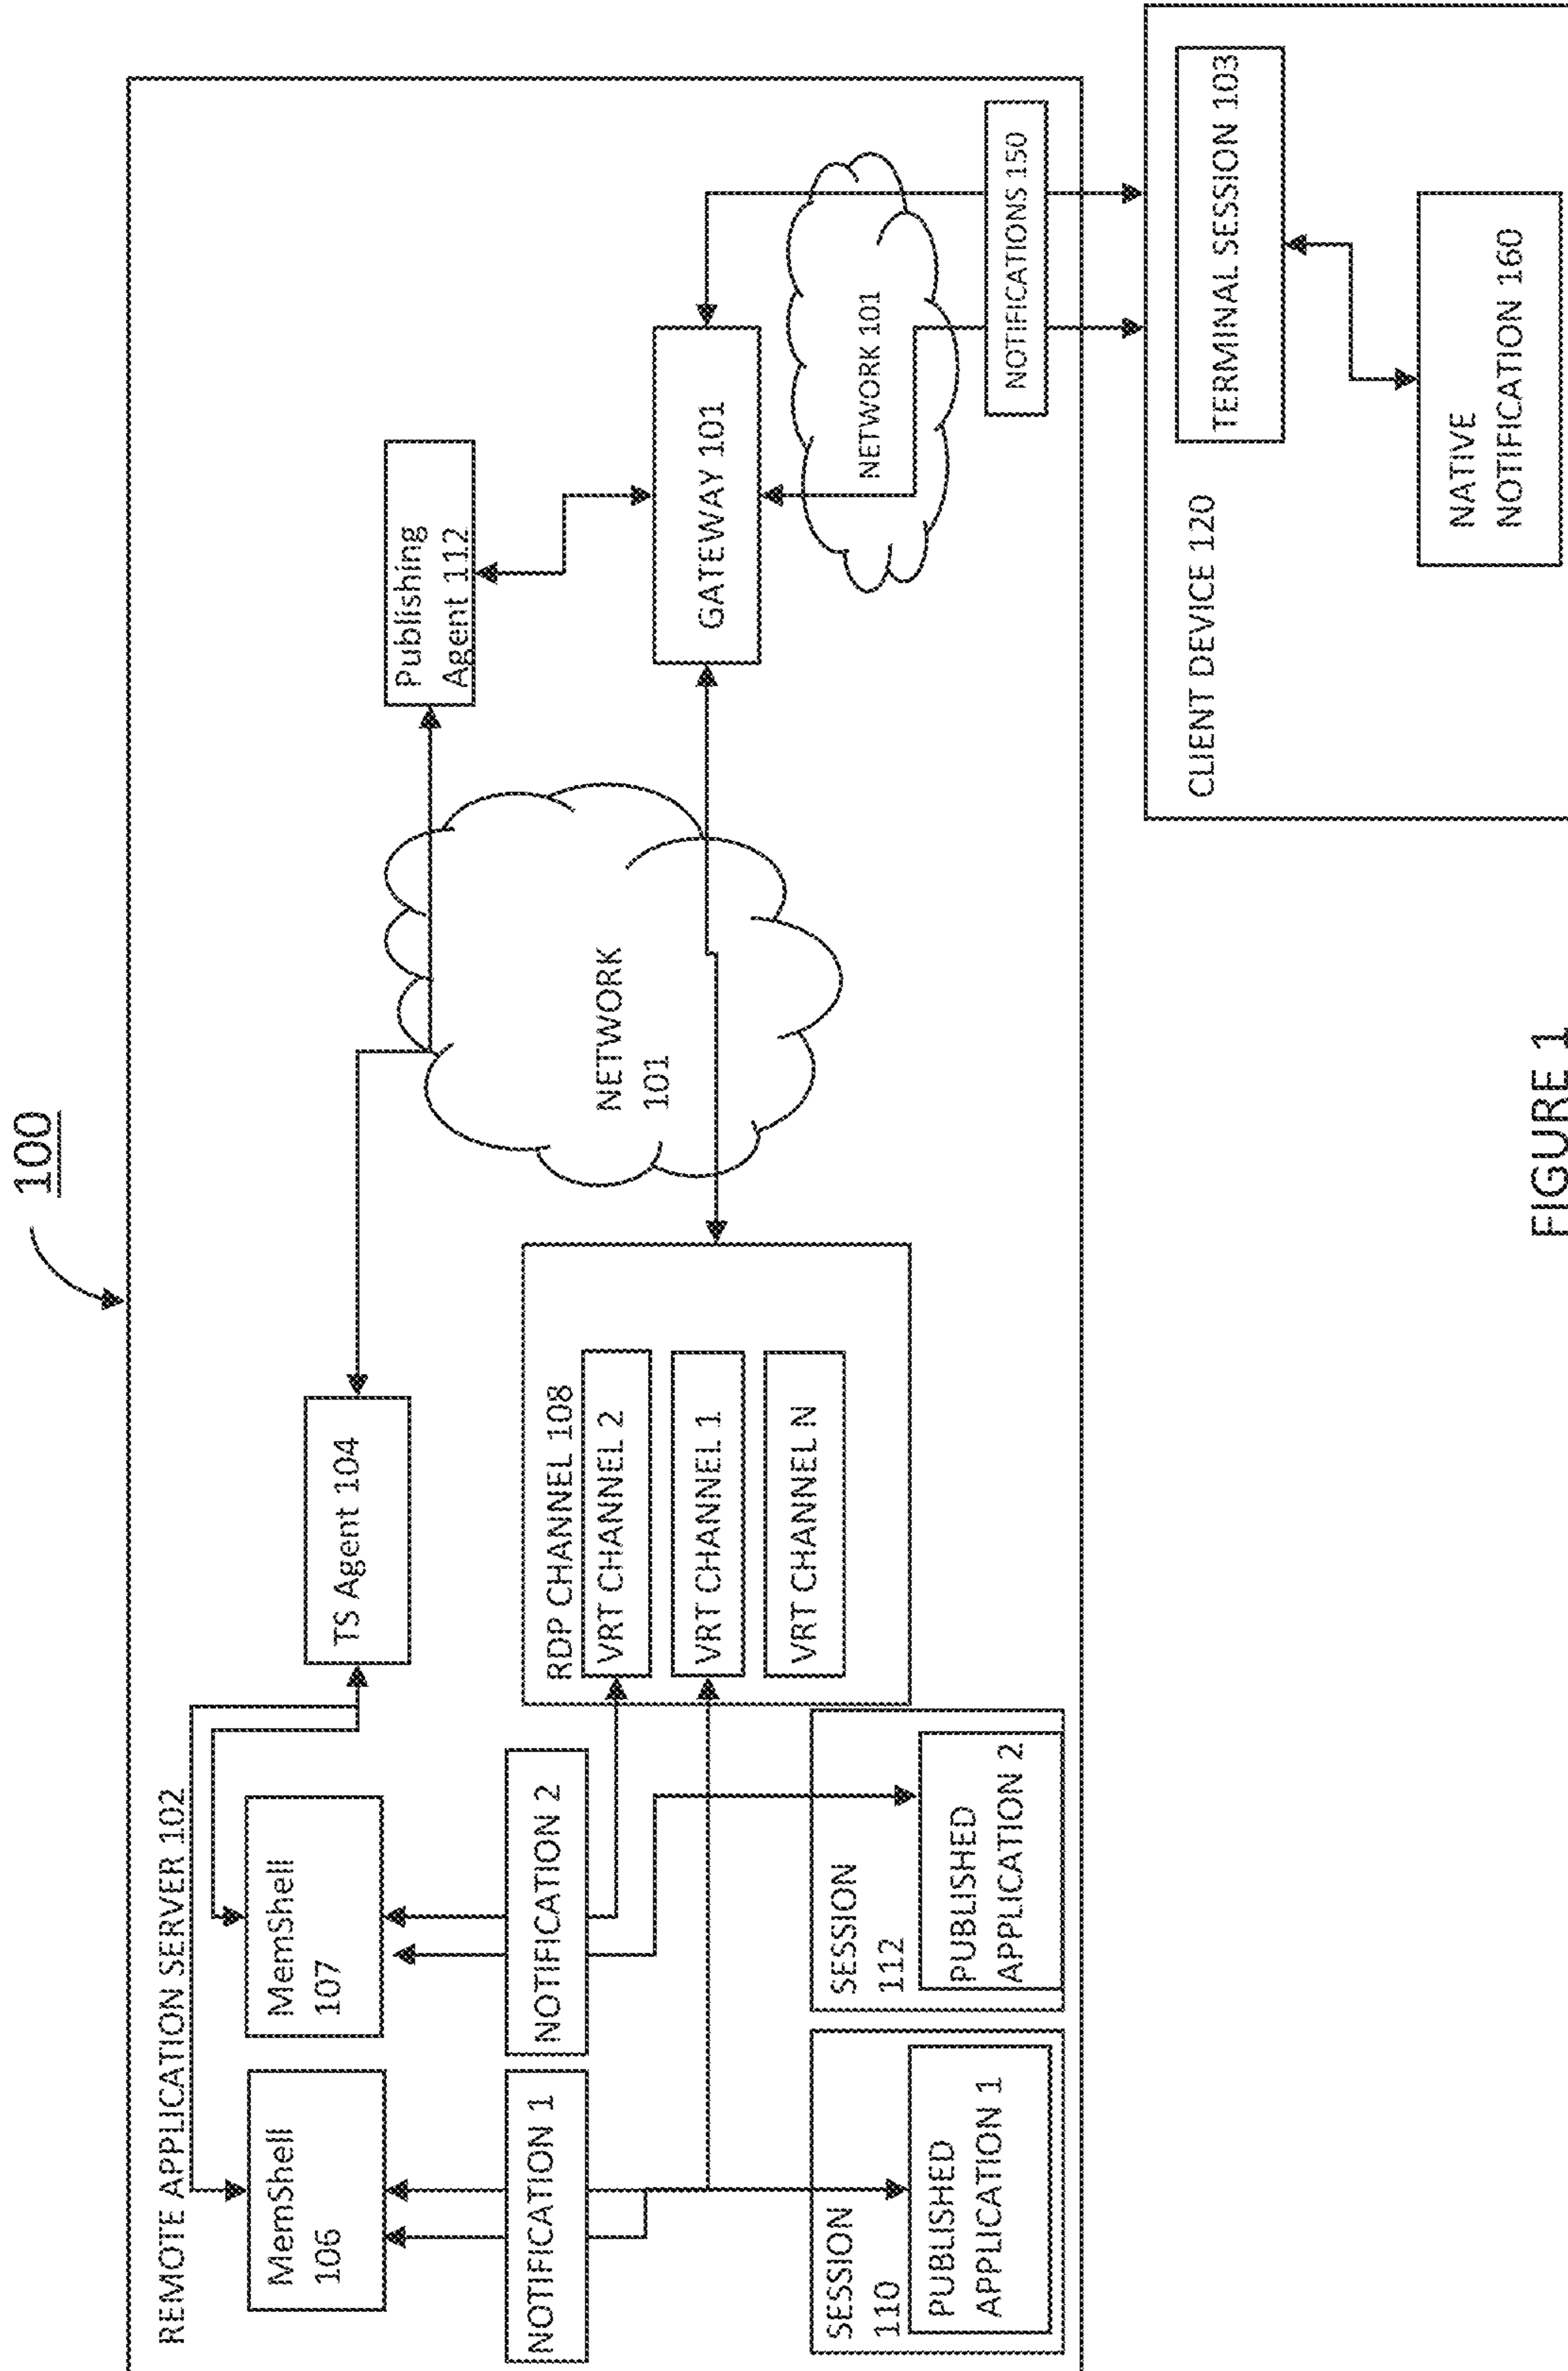 100
REMOTE APPLICATION SERVER 102
MemShell
106
MemShell
107
TS Agent 104
Publishing
Agent 112
NOTIFICATION 1
NOTIFICATION 2
RDP CHANNEL 108
VRT CHANNEL 2
VRT CHANNEL 1
VRT CHANNEL N
NETWORK
101
GATEWAY 101
NETWORK 101
SESSION
110
PUBLISHED
APPLICATION 1
SESSION
112
PUBLISHED
APPLICATION 2
NOTIFICATIONS 150
CLIENT DEVICE 120
TERMINAL SESSION 103
NATIVE
NOTIFICATION 160
FIGURE 1